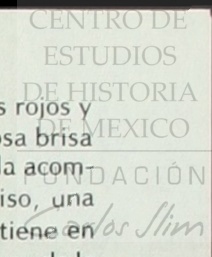 CENTRO DE
ESTUDIOS
DE HISTORIA
s rojos y
osa brisa
DE MEXICO
la acom-
FUNDACIÓN
iso, una
Carlos Slim
tiene en